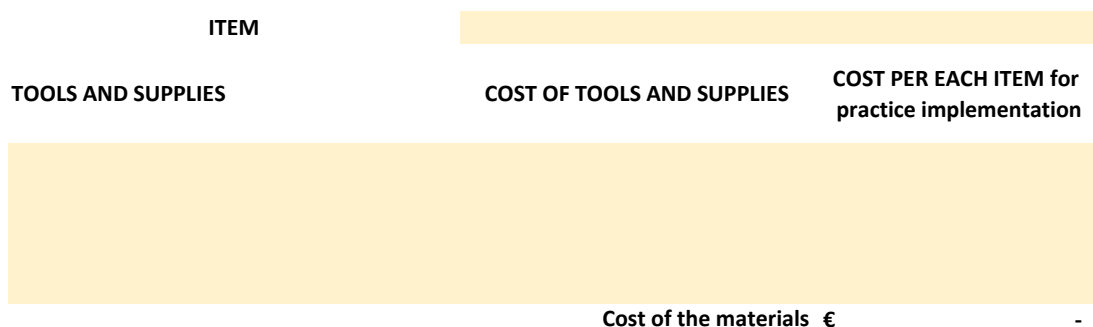 ITEM
TOOLS AND SUPPLIES
COST OF TOOLS AND SUPPLIES
COST PER EACH ITEM for
practice implementation
Cost of the materials € -